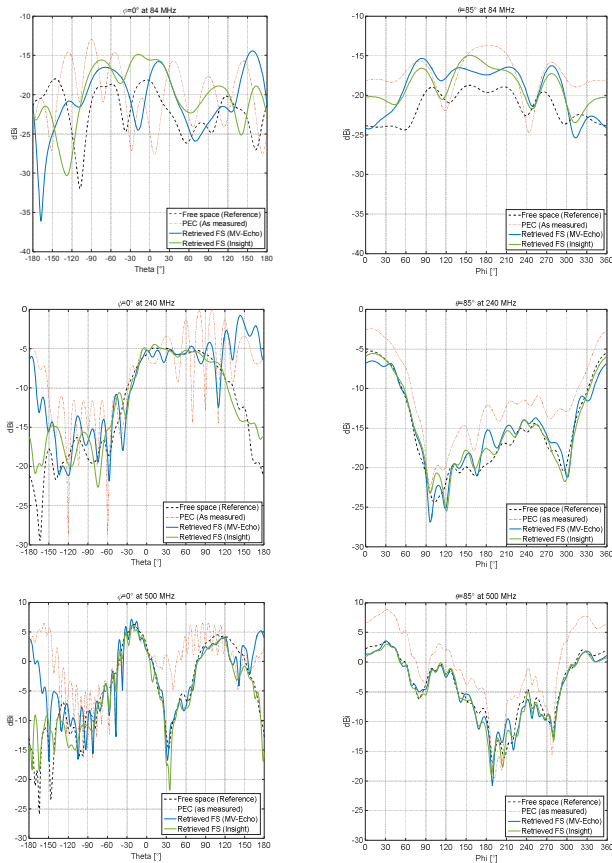 ϕ=0° at 84 MHz
-10
-15
-20
-25
-30
-35
-40
dBi
-180 -150 -120 -90 -60 -30 0 30 60 90 120 150 180
Theta [°]
Free space (Reference)
PEC (As measured)
Retrieved FS (MV-Echo)
Retrieved FS (Insight)
θ=85° at 84 MHz
-10
-15
-20
-25
-30
-35
-40
dBi
0 30 60 90 120 150 180 210 240 270 300 330 360
Phi [°]
Free space (Reference)
PEC (As measured)
Retrieved FS (MV-Echo)
Retrieved FS (Insight)
ϕ=0° at 240 MHz
0
-5
-10
-15
-20
-25
-30
dBi
-180 -150 -120 -90 -60 -30 0 30 60 90 120 150 180
Theta [°]
Free space (Reference)
PEC (As measured)
Retrieved FS (MV-Echo)
Retrieved FS (Insight)
θ=85° at 240 MHz
0
-5
-10
-15
-20
-25
-30
dBi
0 30 60 90 120 150 180 210 240 270 300 330 360
Phi [°]
Free space (Reference)
PEC (as measured)
Retrieved FS (MV-Echo)
Retrieved FS (Insight)
ϕ=0° at 500 MHz
10
5
0
-5
-10
-15
-20
-25
-30
dBi
-180 -150 -120 -90 -60 -30 0 30 60 90 120 150 180
Theta [°]
Free space (Reference)
PEC (as measured)
Retrieved FS (MV-Echo)
Retrieved FS (Insight)
θ=85° at 500 MHz
10
5
0
-5
-10
-15
-20
-25
-30
dBi
0 30 60 90 120 150 180 210 240 270 300 330 360
Phi [°]
Free space (Reference)
PEC (as measured)
Retrieved FS (MV-Echo)
Retrieved FS (Insight)